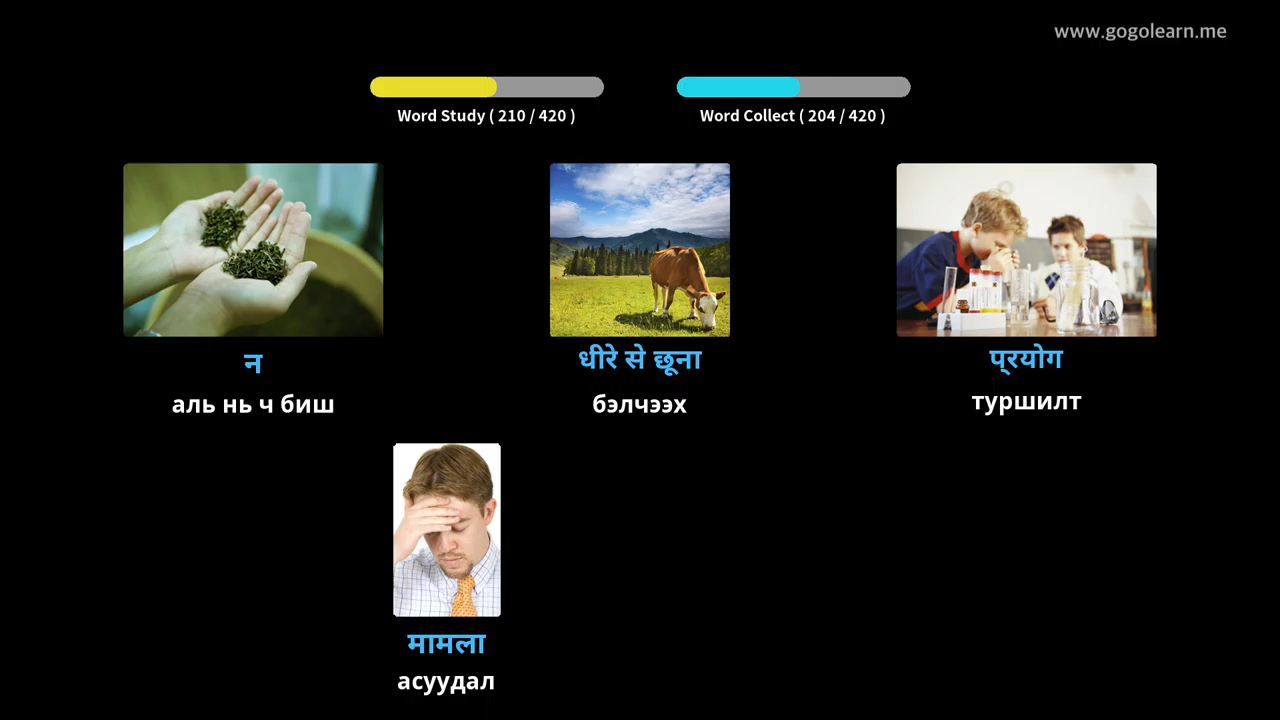 www.gogolearn.me
Word Study ( 210 / 420 )
Word Collect ( 204 / 420 )
न
धीरे से छूना
प्रयोग
аль нь ч биш
бэлчээх
туршилт
मामला
асуудал